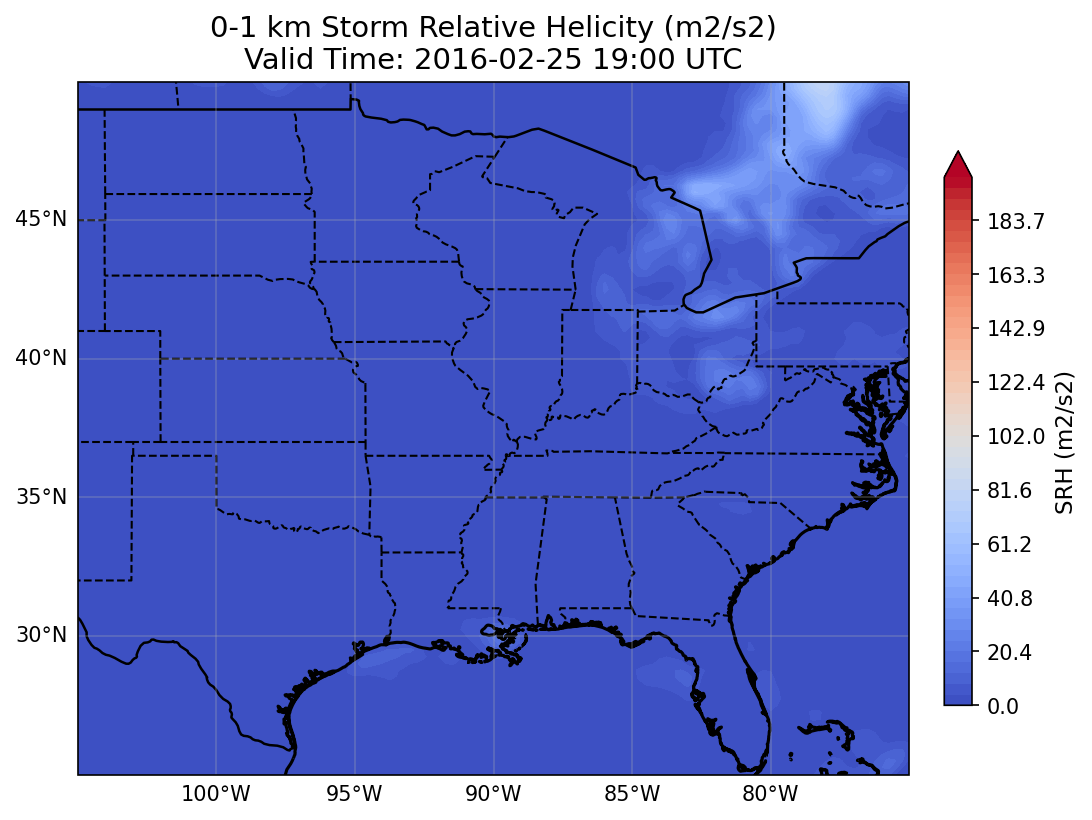 0-1 km Storm Relative Helicity (m2/s2)
Valid Time: 2016-02-25 19:00 UTC
45°N
40°N
35°N
30°N
100°W
95°W
90°W
85°W
80°W
183.7
163.3
142.9
122.4
102.0
81.6
61.2
40.8
20.4
0.0
SRH (m2/s2)